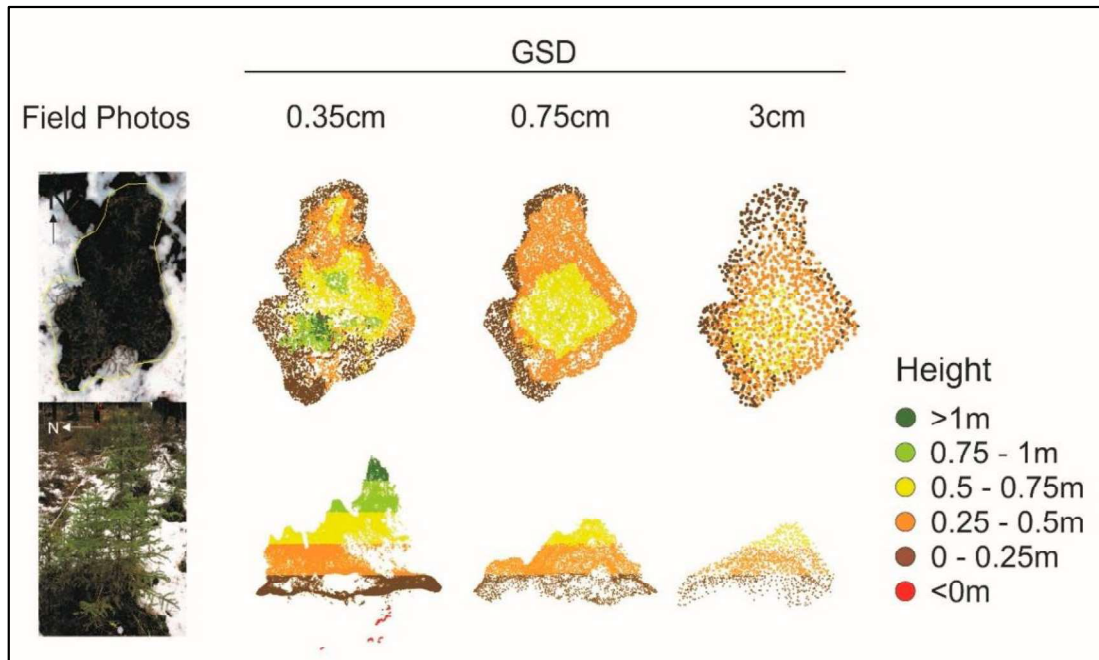 GSD
Field Photos 0.35cm 0.75cm 3cm
N
Height
>1m
0.75 - 1m
0.5 - 0.75m
0.25 - 0.5m
0 - 0.25m
<0m